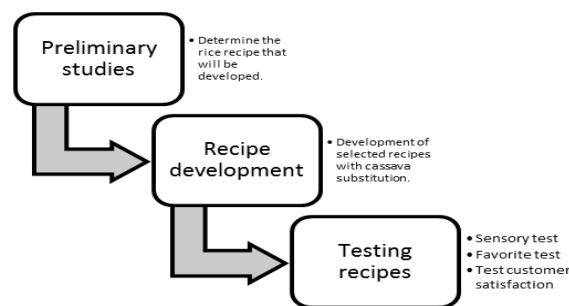 Preliminary
studies
• Determine the
rice recipe that
will be
developed.
Recipe
development
• Development of
selected recipes
with cassava
substitution.
Testing
recipes
• Sensory test
• Favorite test
• Test customer
satisfaction